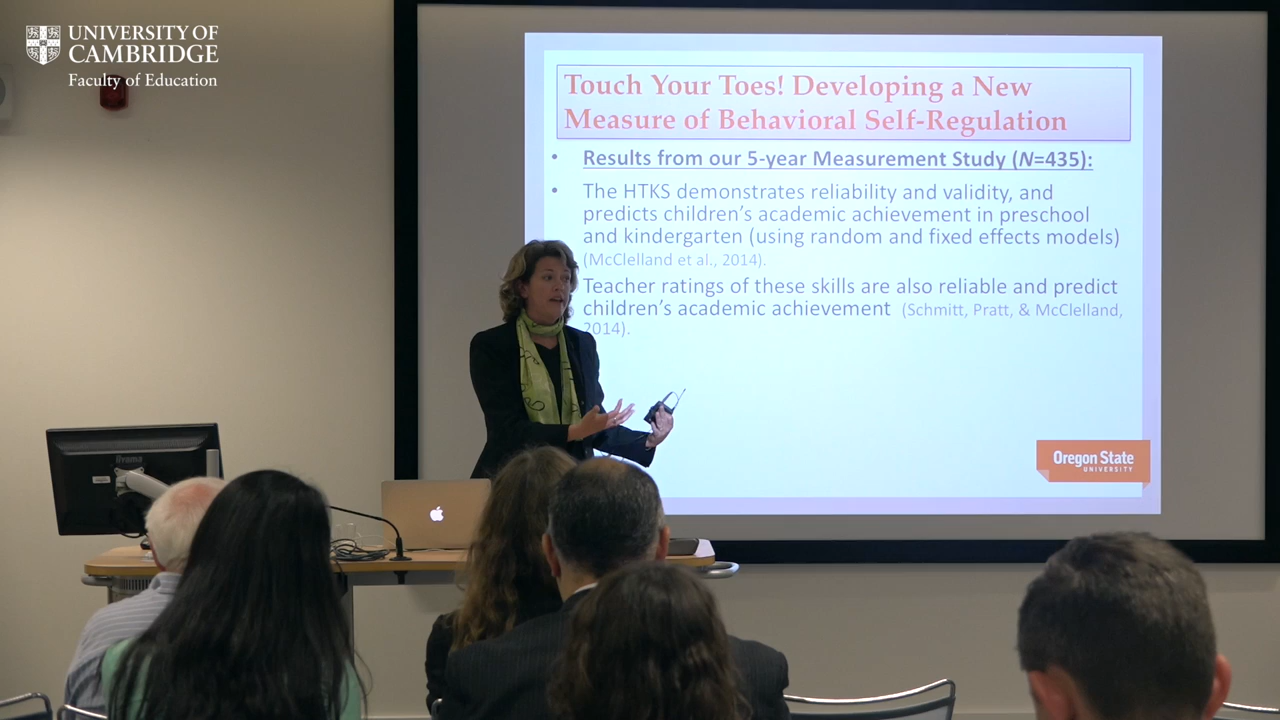 UNIVERSITY OF
CAMBRIDGE
Faculty of Education
Touch Your Toes! Developing a New
Measure of Behavioral Self-Regulation
• Results from our 5-year Measurement Study (N=435):
• The HTKS demonstrates reliability and validity, and
predicts children's academic achievement in preschool
and kindergarten (using random and fixed effects models)
(McClelland et al., 2014).
Teacher ratings of these skills are also reliable and predict
children's academic achievement (Schmitt, Pratt, & McClelland,
2014).
Oregon State
UNIVERSITY
iiyama